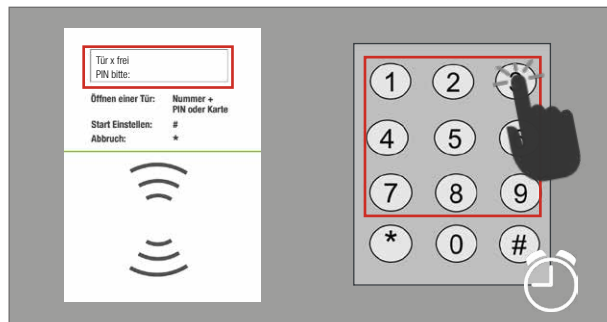 Tür x frei
PIN bitte:
Öffnen einer Tür: Nummer +
PIN oder Karte
Start Einstellen: #
Abbruch: *
1 2 3
4 5
7 8 9
* 0 #